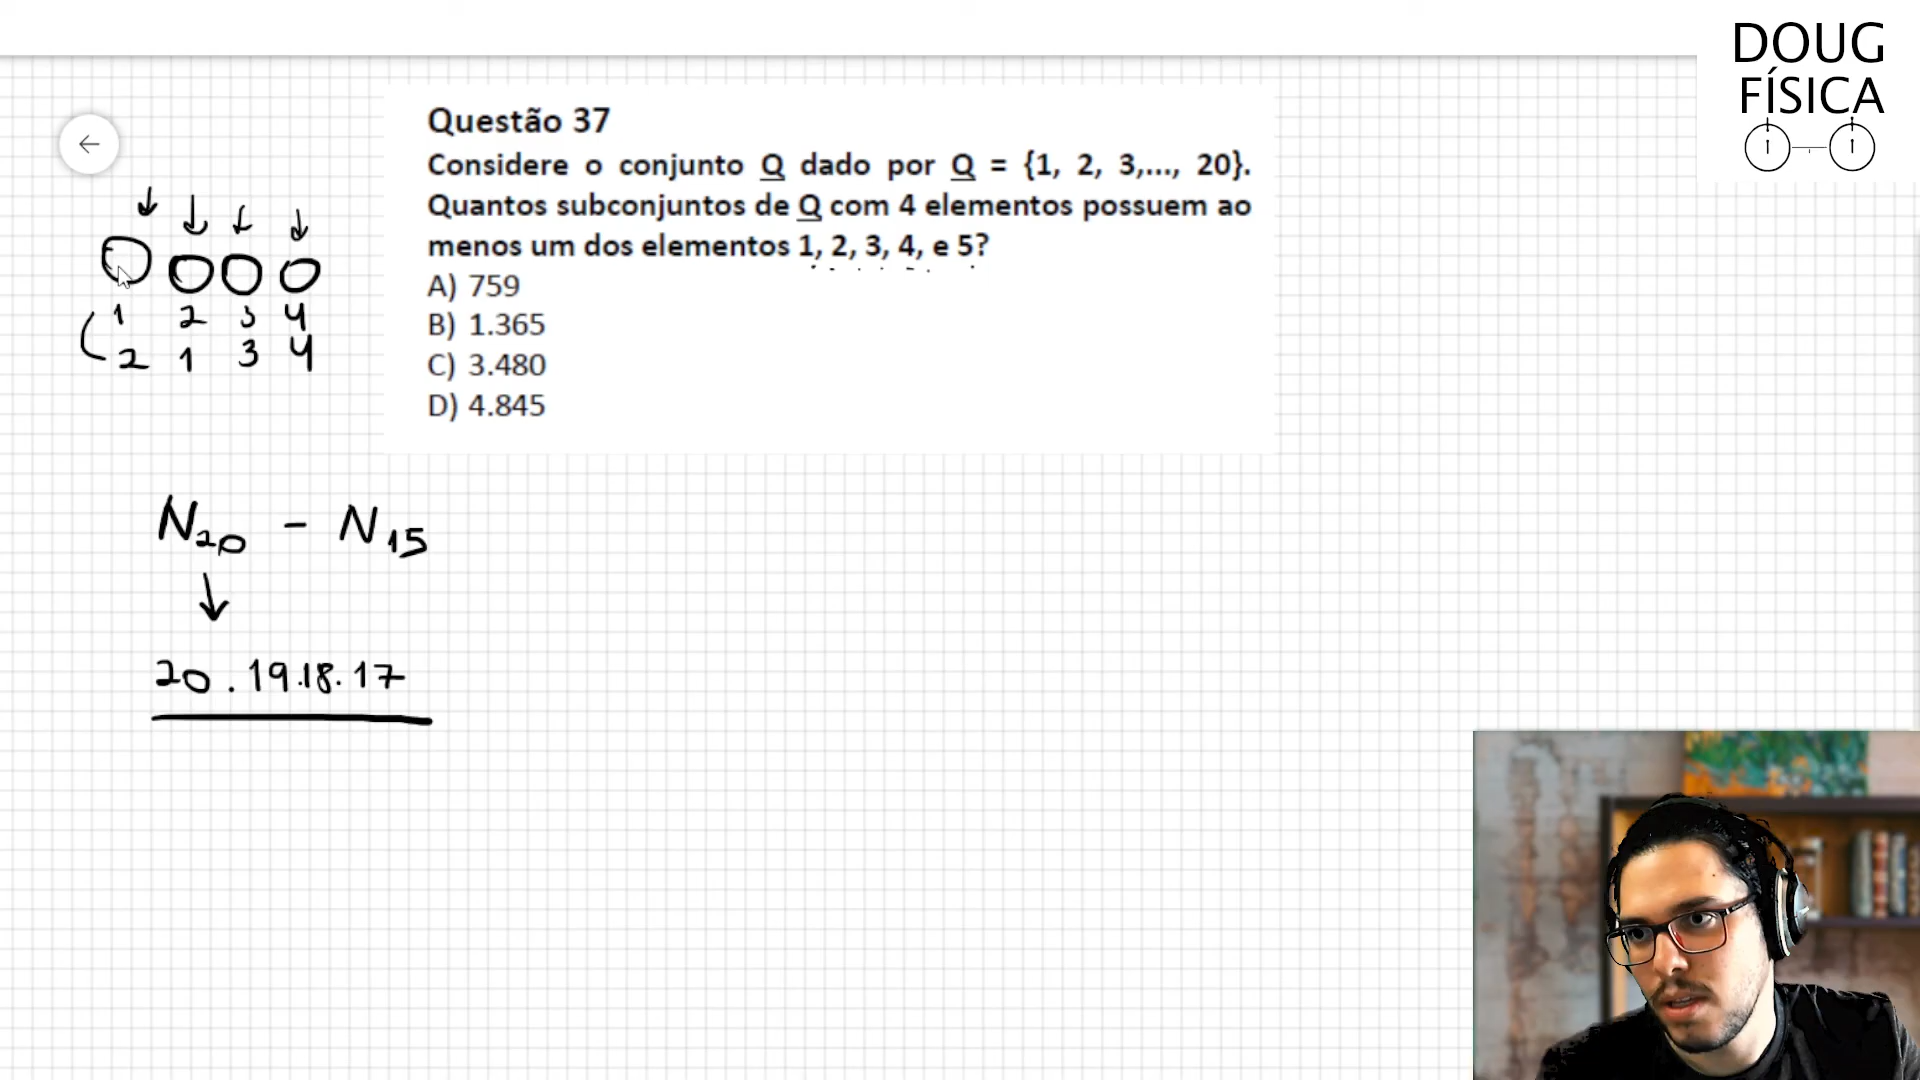 DOUG
FÍSICA
Questão 37
Considere o conjunto Q dado por Q = {1, 2, 3,..., 20}.
Quantos subconjuntos de Q com 4 elementos possuem ao
menos um dos elementos 1, 2, 3, 4, e 5?
A) 759
B) 1.365
C) 3.480
D) 4.845
1 2 3 4
2 1 3 4
N20 - N15
20 . 19.18.17